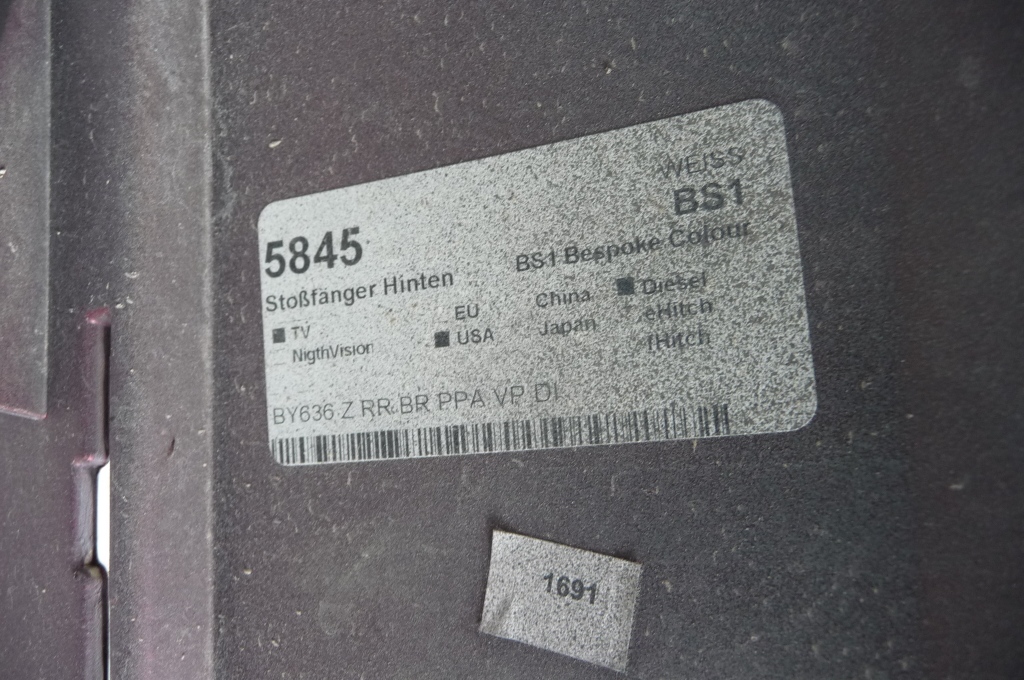 WEISS
BS1
5845
BS1 Bespoke Colour
Stoßfänger Hinten
TV EU China Diesel
NigthVision USA Japan eHitch
fHitch
BY636 Z RR BR PPA VP DI
1691